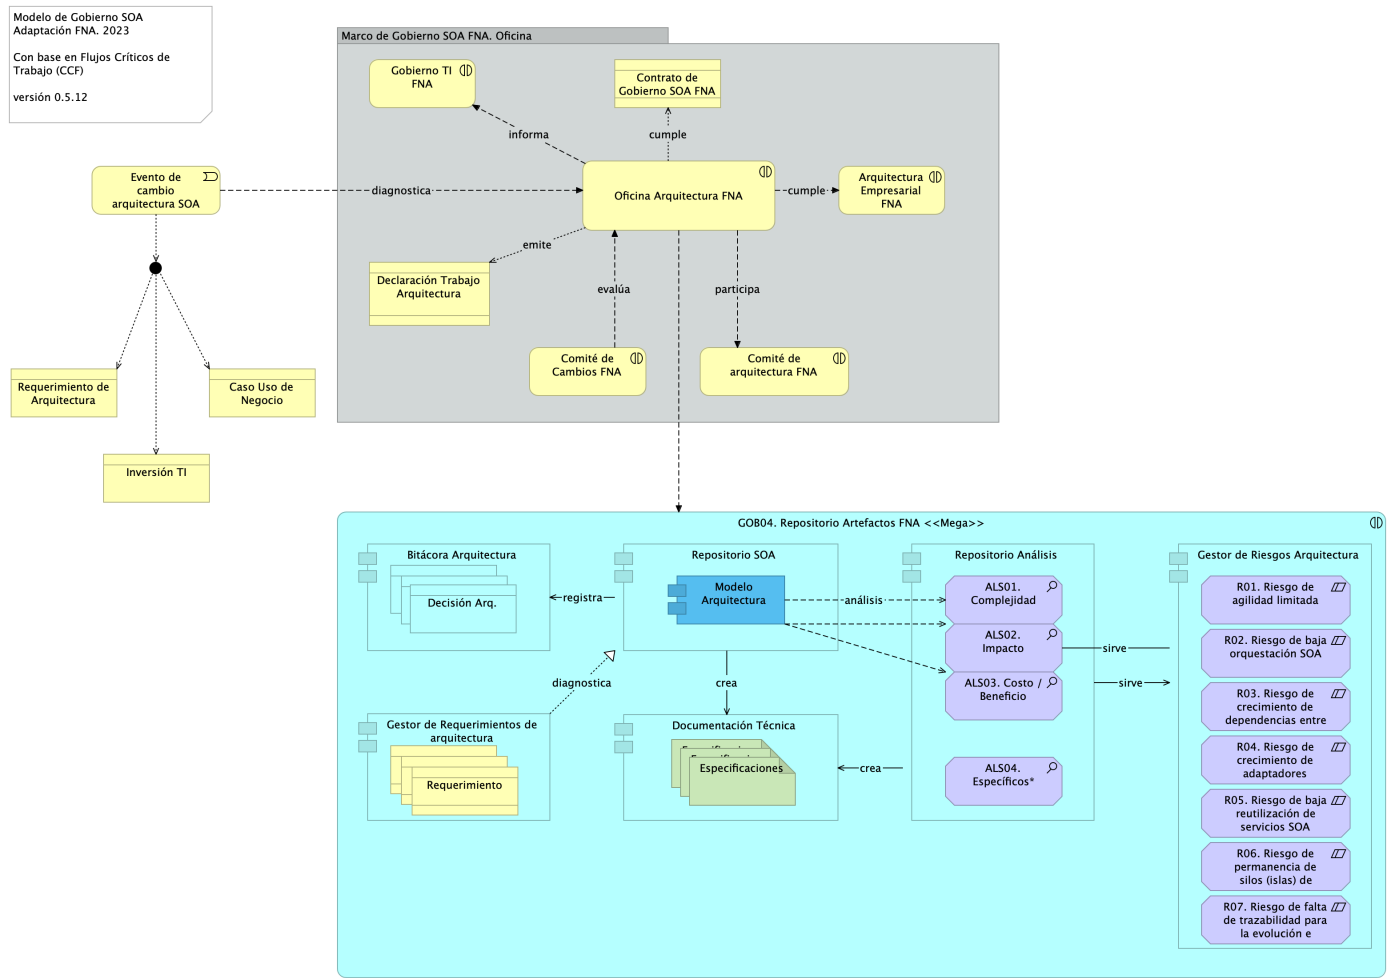 Modelo de Gobierno SOA
Adaptación FNA. 2023
Con base en Flujos Críticos de
Trabajo (CCF)
versión 0.5.12
Marco de Gobierno SOA FNA. Oficina
Gobierno TI
FNA
Contrato de
Gobierno SOA FNA
informa
cumple
Evento de
cambio
arquitectura SOA
diagnostica
Oficina Arquitectura FNA
cumple
Arquitectura
Empresarial
FNA
emite
Declaración Trabajo
Arquitectura
evalúa
participa
Comité de
Cambios FNA
Comité de
arquitectura FNA
Requerimiento de
Arquitectura
Caso Uso de
Negocio
Inversión TI
GOB04. Repositorio Artefactos FNA <<Mega>>
Bitácora Arquitectura
Decisión Arq.
registra
Repositorio SOA
Modelo
Arquitectura
análisis
Repositorio Análisis
ALS01.
Complejidad
ALS02.
Impacto
ALS03. Costo /
Beneficio
ALS04.
Específicos*
sirve
sirve
Gestor de Riesgos Arquitectura
R01. Riesgo de
agilidad limitada
R02. Riesgo de baja
orquestación SOA
R03. Riesgo de
crecimiento de
dependencias entre
R04. Riesgo de
crecimiento de
adaptadores
R05. Riesgo de baja
reutilización de
servicios SOA
R06. Riesgo de
permanencia de
silos (islas) de
R07. Riesgo de falta
de trazabilidad para
la evolución e
diagnostica
crea
Gestor de Requerimientos de
arquitectura
Requerimiento
Documentación Técnica
Especificaciones
crea